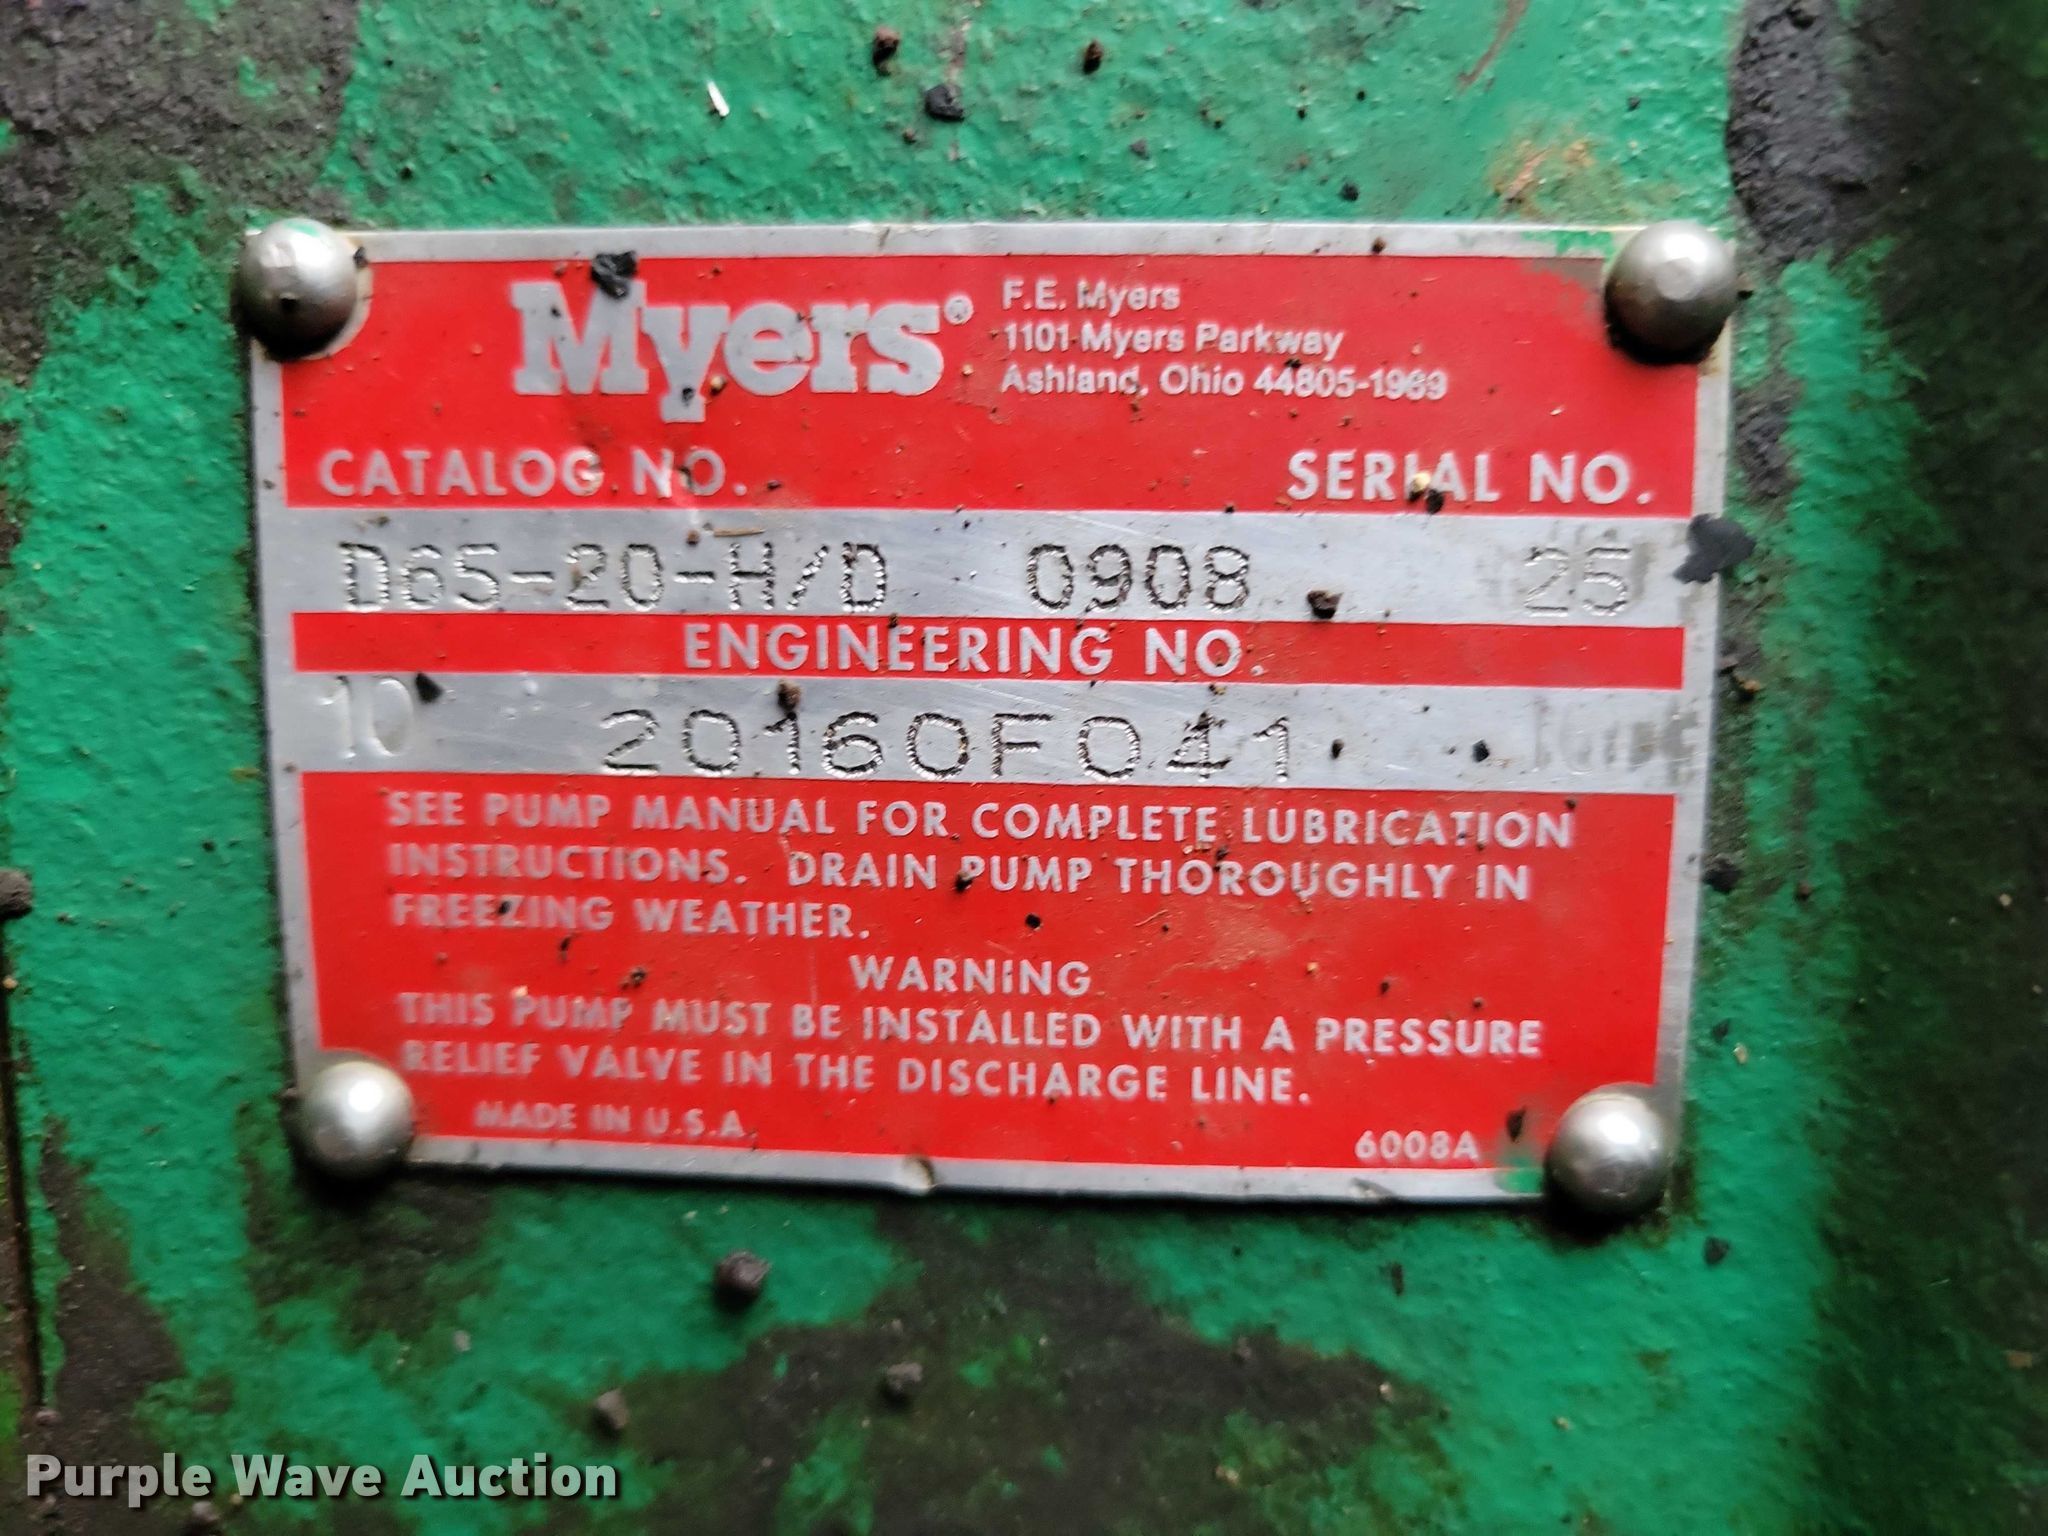 Myers®
F.E. Myers
1101 Myers Parkway
Ashland, Ohio 44805-1969
CATALOG NO. SERIAL NO.
D65-20-H/D 0908 25
ENGINEERING NO.
10 20160F041
SEE PUMP MANUAL FOR COMPLETE LUBRICATION
INSTRUCTIONS. DRAIN PUMP THOROUGHLY IN
FREEZING WEATHER.
WARNING
THIS PUMP MUST BE INSTALLED WITH A PRESSURE
RELIEF VALVE IN THE DISCHARGE LINE.
MADE IN U.S.A.
6008A
Purple Wave Auction